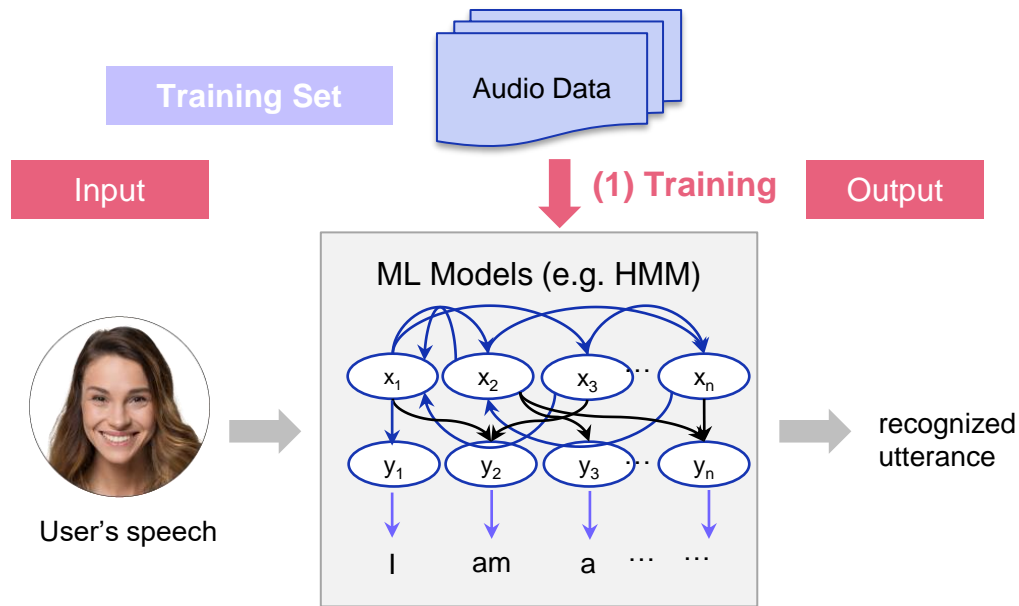 Training Set
Audio Data
Input
(1) Training
Output
ML Models (e.g. HMM)
x₁ x₂ x₃ … xₙ
y₁ y₂ y₃ … yₙ
recognized
utterance
User’s speech
I am a … …